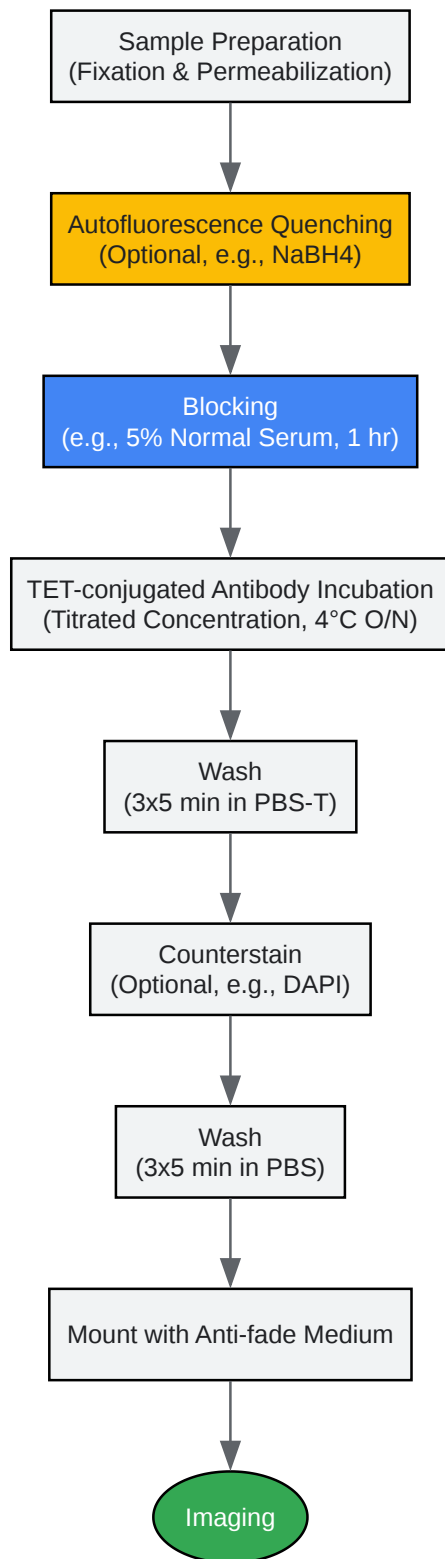 Sample Preparation
(Fixation & Permeabilization)
Autofluorescence Quenching
(Optional, e.g., NaBH4)
Blocking
(e.g., 5% Normal Serum, 1 hr)
TET-conjugated Antibody Incubation
(Titrated Concentration, 4°C O/N)
Wash
(3x5 min in PBS-T)
Counterstain
(Optional, e.g., DAPI)
Wash
(3x5 min in PBS)
Mount with Anti-fade Medium
Imaging